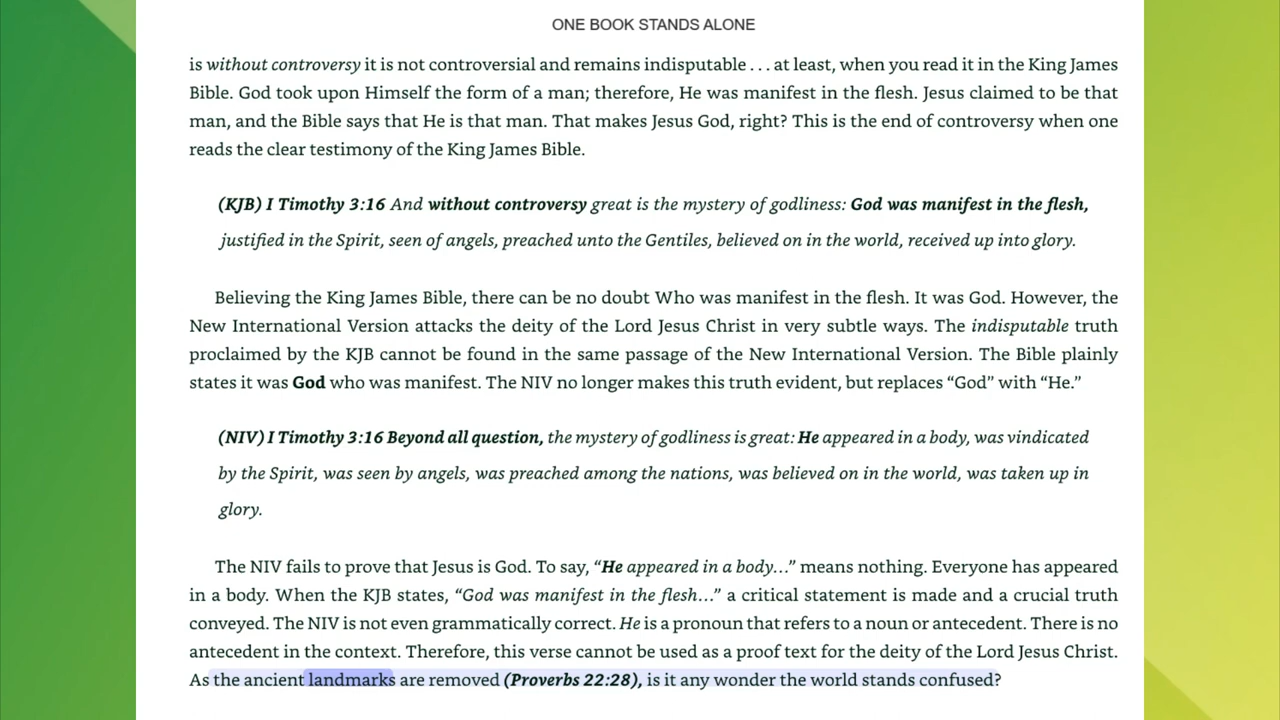 ONE BOOK STANDS ALONE
is without controversy it is not controversial and remains indisputable . . . at least, when you read it in the King James
Bible. God took upon Himself the form of a man; therefore, He was manifest in the flesh. Jesus claimed to be that
man, and the Bible says that He is that man. That makes Jesus God, right? This is the end of controversy when one
reads the clear testimony of the King James Bible.
(KJB) I Timothy 3:16 And without controversy great is the mystery of godliness: God was manifest in the flesh,
justified in the Spirit, seen of angels, preached unto the Gentiles, believed on in the world, received up into glory.
Believing the King James Bible, there can be no doubt Who was manifest in the flesh. It was God. However, the
New International Version attacks the deity of the Lord Jesus Christ in very subtle ways. The indisputable truth
proclaimed by the KJB cannot be found in the same passage of the New International Version. The Bible plainly
states it was God who was manifest. The NIV no longer makes this truth evident, but replaces “God” with “He.”
(NIV) I Timothy 3:16 Beyond all question, the mystery of godliness is great: He appeared in a body, was vindicated
by the Spirit, was seen by angels, was preached among the nations, was believed on in the world, was taken up in
glory.
The NIV fails to prove that Jesus is God. To say, “He appeared in a body…” means nothing. Everyone has appeared
in a body. When the KJB states, “God was manifest in the flesh…” a critical statement is made and a crucial truth
conveyed. The NIV is not even grammatically correct. He is a pronoun that refers to a noun or antecedent. There is no
antecedent in the context. Therefore, this verse cannot be used as a proof text for the deity of the Lord Jesus Christ.
As the ancient landmarks are removed (Proverbs 22:28), is it any wonder the world stands confused?